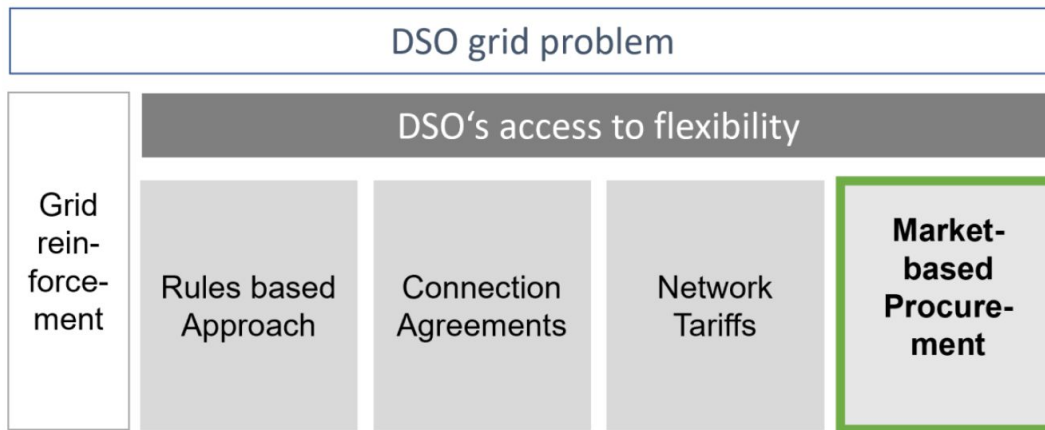 DSO grid problem
DSO‘s access to flexibility
Grid
rein-
force-
ment
Rules based
Approach
Connection
Agreements
Network
Tariffs
Market-
based
Procure-
ment